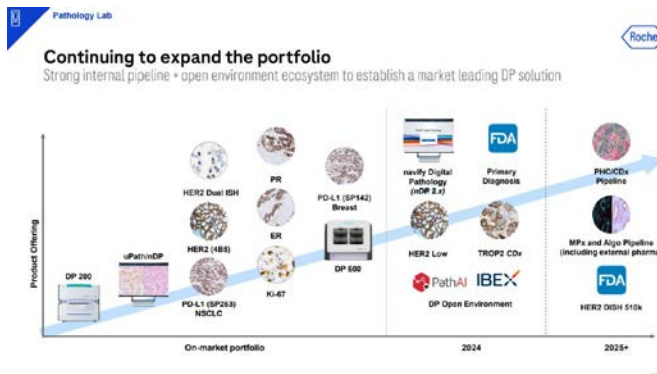 Pathology Lab
Roche
Continuing to expand the portfolio
Strong internal pipeline + open environment ecosystem to establish a market leading DP solution
Product Offering
DP 200
uPath/nDP
HER2 Dual ISH
HER2 (4B5)
PD-L1 (SP263)
NSCLC
PR
ER
Ki-67
PD-L1 (SP142)
Breast
DP 600
navify Digital
Pathology
(nDP 2.x)
FDA
Primary
Diagnosis
HER2 Low
TROP2 CDx
PathAI
IBEX
DP Open Environment
PHC/CDx
Pipeline
MPx and Algo Pipeline
(including external pharma
FDA
HER2 DISH 510k
On-market portfolio
2024
2025+